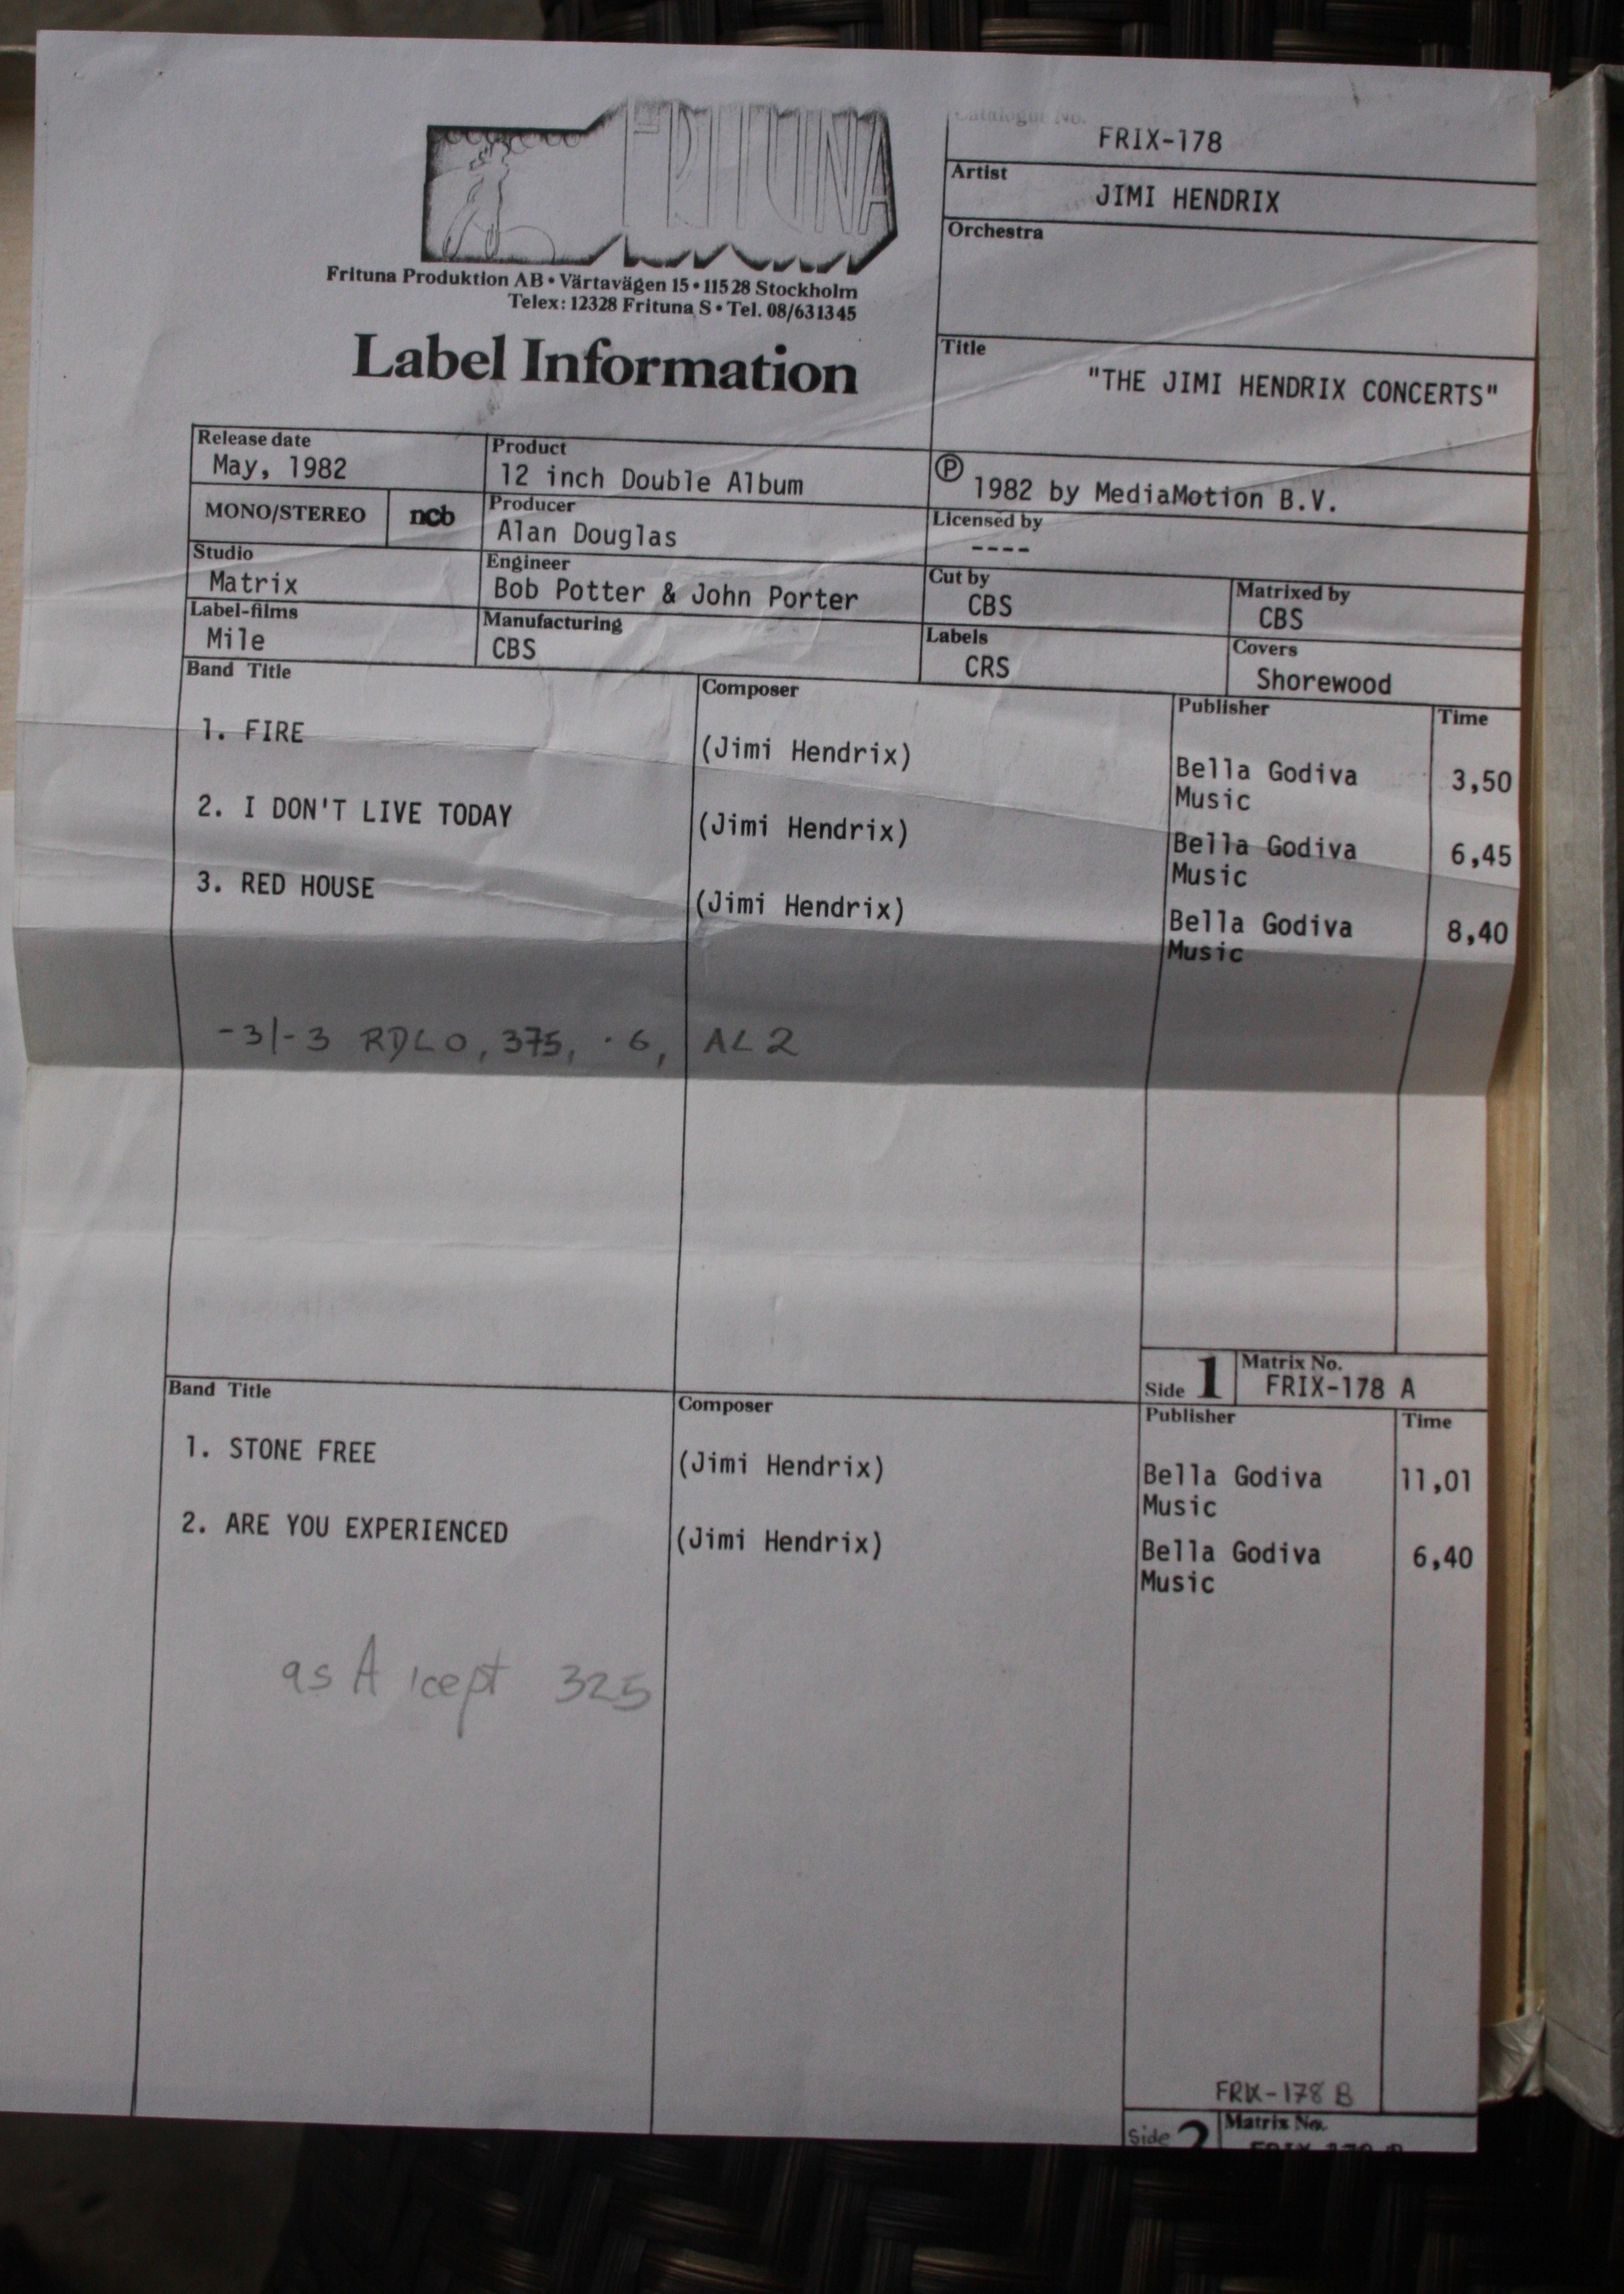 Catalogue No.
FRIX-178
FRITUNA
Artist
JIMI HENDRIX
Orchestra
Frituna Produktion AB • Värtavägen 15 • 115 28 Stockholm
Telex: 12328 Frituna S • Tel. 08/631345
Label Information
Title
"THE JIMI HENDRIX CONCERTS"
Release date
May, 1982
Product
12 inch Double Album
Ⓟ 1982 by MediaMotion B.V.
MONO/STEREO
ncb
Producer
Alan Douglas
Licensed by
----
Studio
Matrix
Engineer
Bob Potter & John Porter
Cut by
CBS
Matrixed by
CBS
Label-films
Mile
Manufacturing
CBS
Labels
CRS
Covers
Shorewood
Band Title Composer Publisher Time
1. FIRE (Jimi Hendrix) Bella Godiva 3,50
Music
2. I DON'T LIVE TODAY (Jimi Hendrix) Bella Godiva 6,45
Music
3. RED HOUSE (Jimi Hendrix) Bella Godiva 8,40
Music
-3/-3 RDL0, 375, .6, AL2
Side 1 Matrix No.
FRIX-178 A
Band Title Composer Publisher Time
1. STONE FREE (Jimi Hendrix) Bella Godiva 11,01
Music
2. ARE YOU EXPERIENCED (Jimi Hendrix) Bella Godiva 6,40
Music
as A icept 325
FRIX-178 B
Side 2 Matrix No.